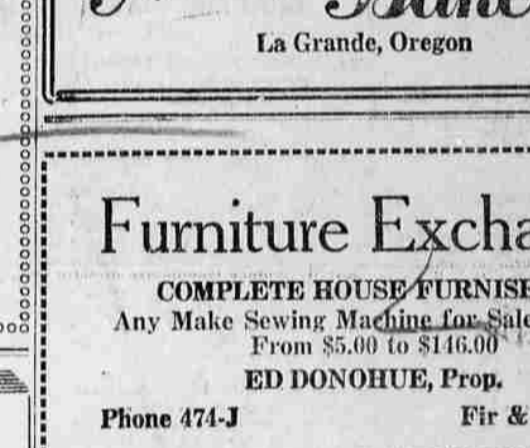 La Grande, Oregon
Furniture Excha
COMPLETE HOUSE FURNISH
Any Make Sewing Machine for Sale
From $5.00 to $146.00
ED DONOHUE, Prop.
Phone 474-J Fir &